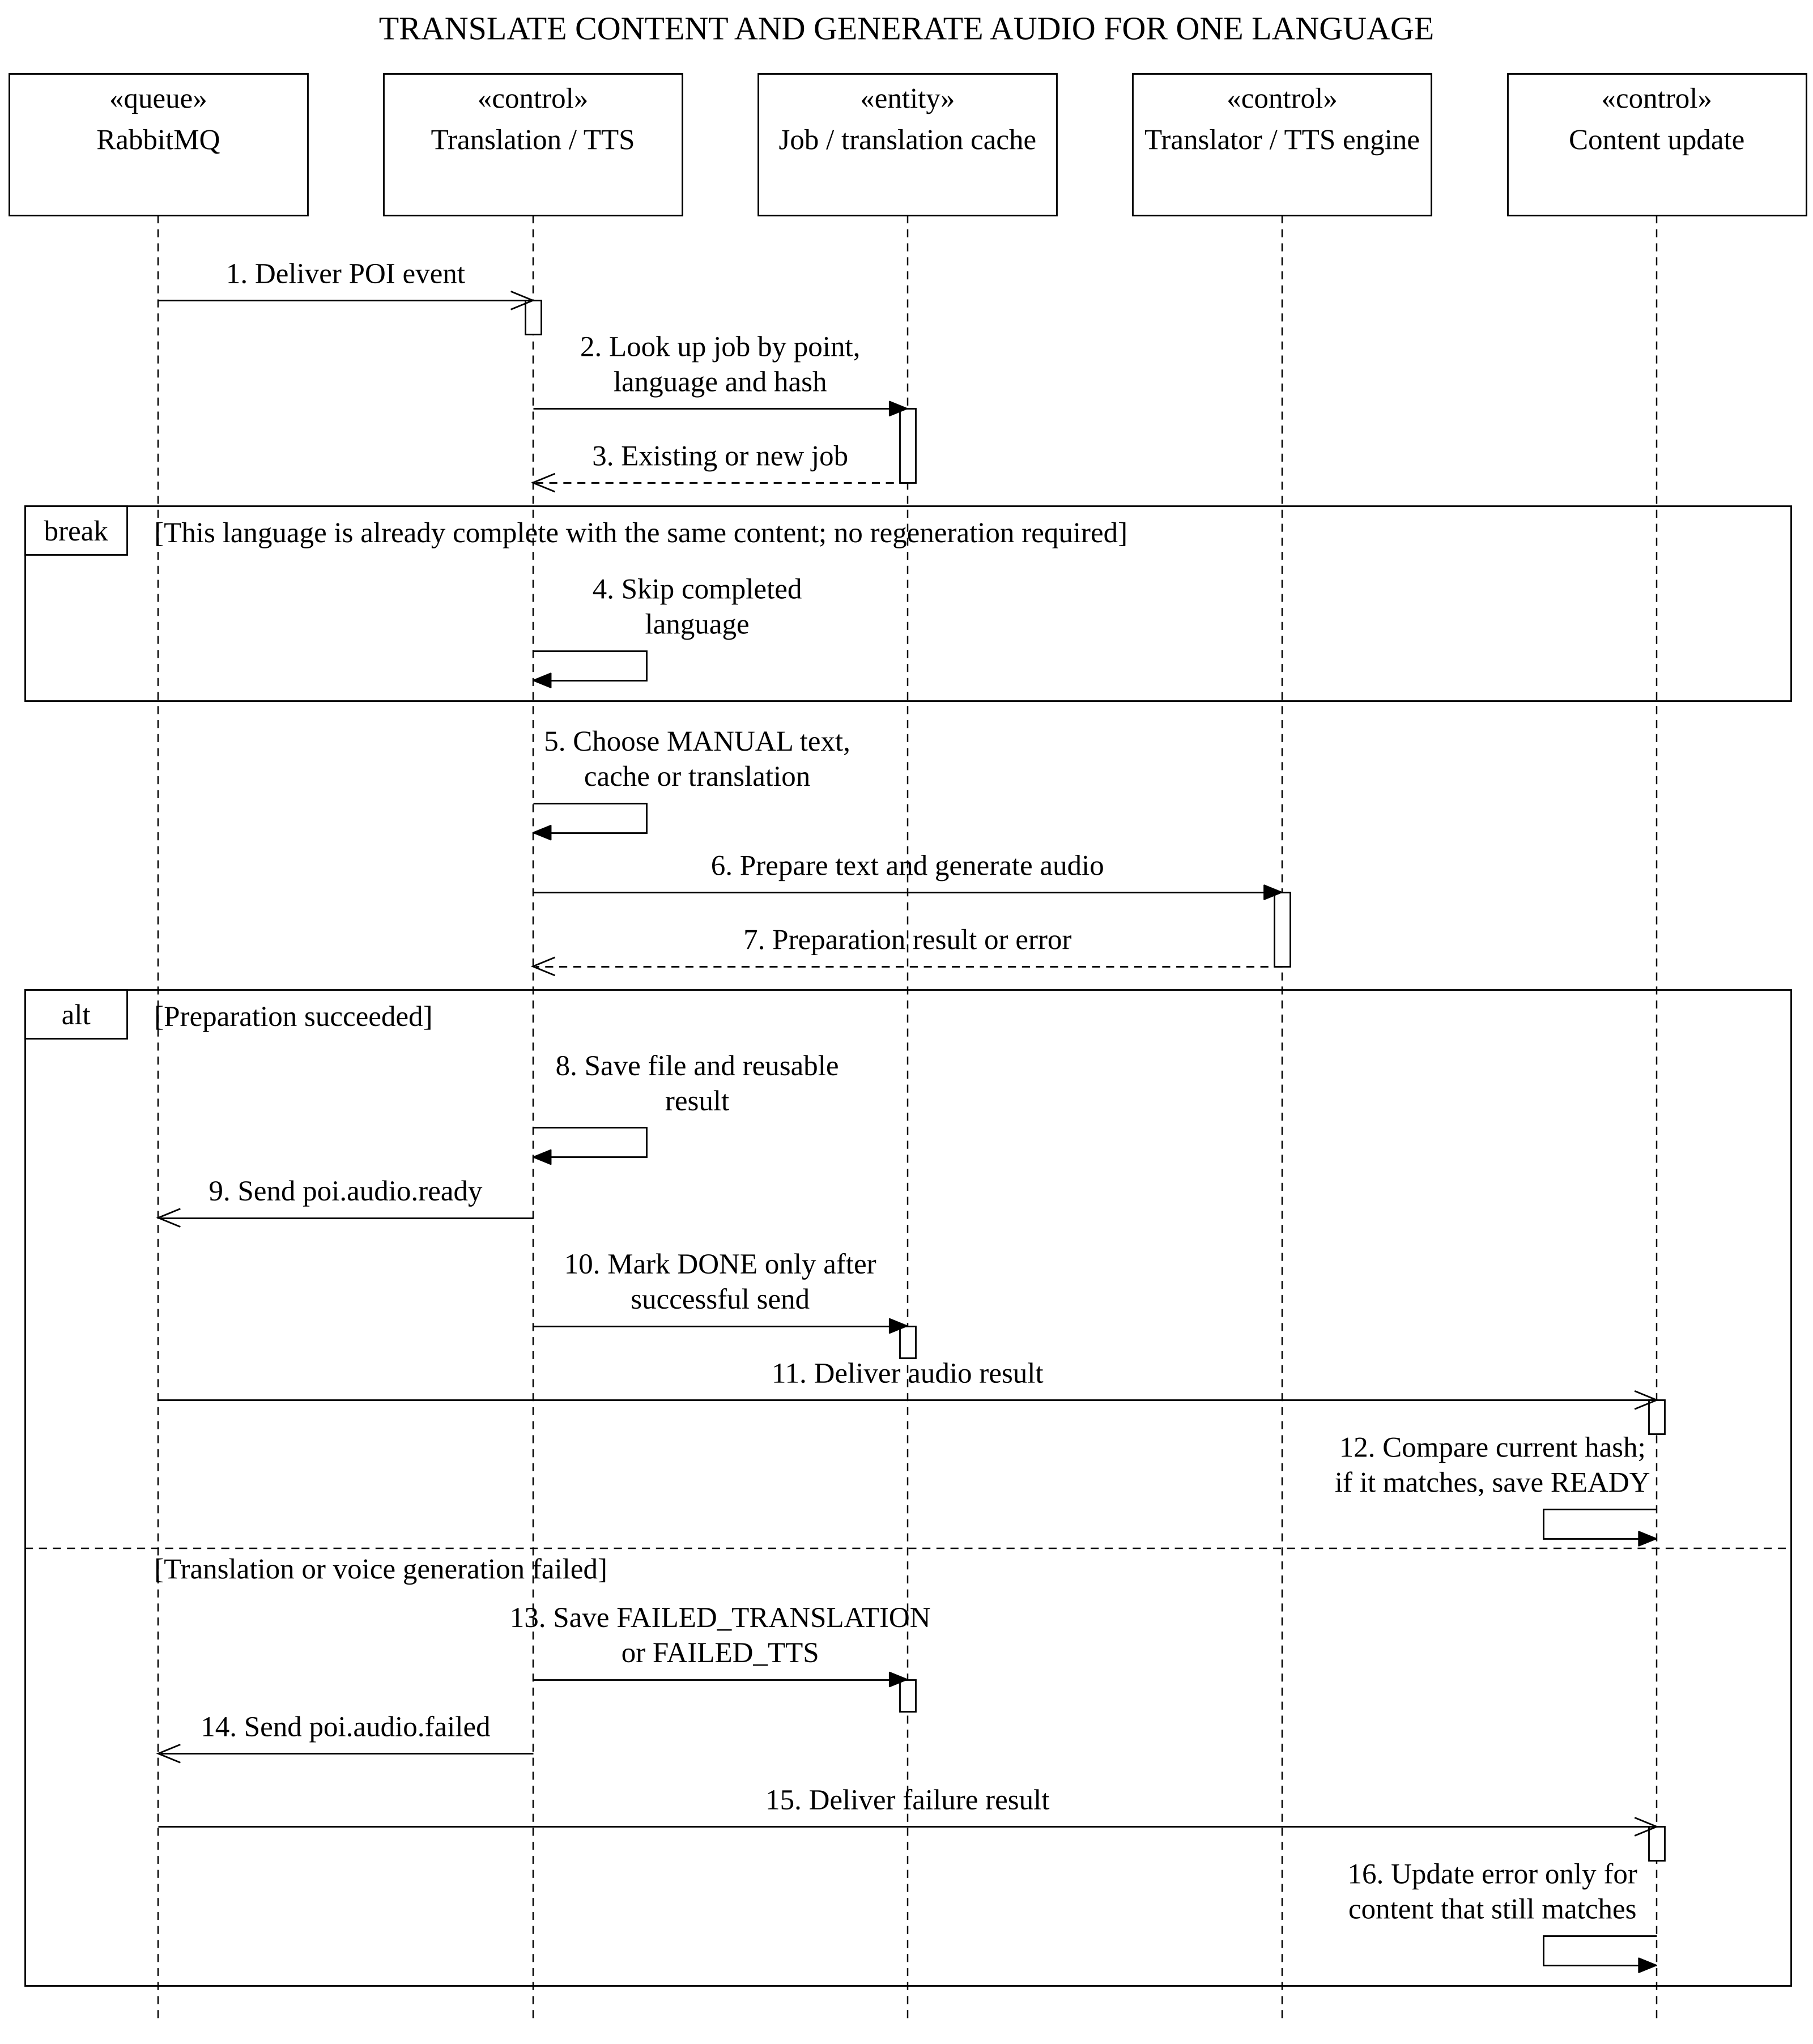 TRANSLATE CONTENT AND GENERATE AUDIO FOR ONE LANGUAGE
«queue»
RabbitMQ
«control»
Translation / TTS
«entity»
Job / translation cache
«control»
Translator / TTS engine
«control»
Content update
1. Deliver POI event
2. Look up job by point,
language and hash
3. Existing or new job
break
[This language is already complete with the same content; no regeneration required]
4. Skip completed
language
5. Choose MANUAL text,
cache or translation
6. Prepare text and generate audio
7. Preparation result or error
alt
[Preparation succeeded]
8. Save file and reusable
result
9. Send poi.audio.ready
10. Mark DONE only after
successful send
11. Deliver audio result
12. Compare current hash;
if it matches, save READY
[Translation or voice generation failed]
13. Save FAILED_TRANSLATION
or FAILED_TTS
14. Send poi.audio.failed
15. Deliver failure result
16. Update error only for
content that still matches